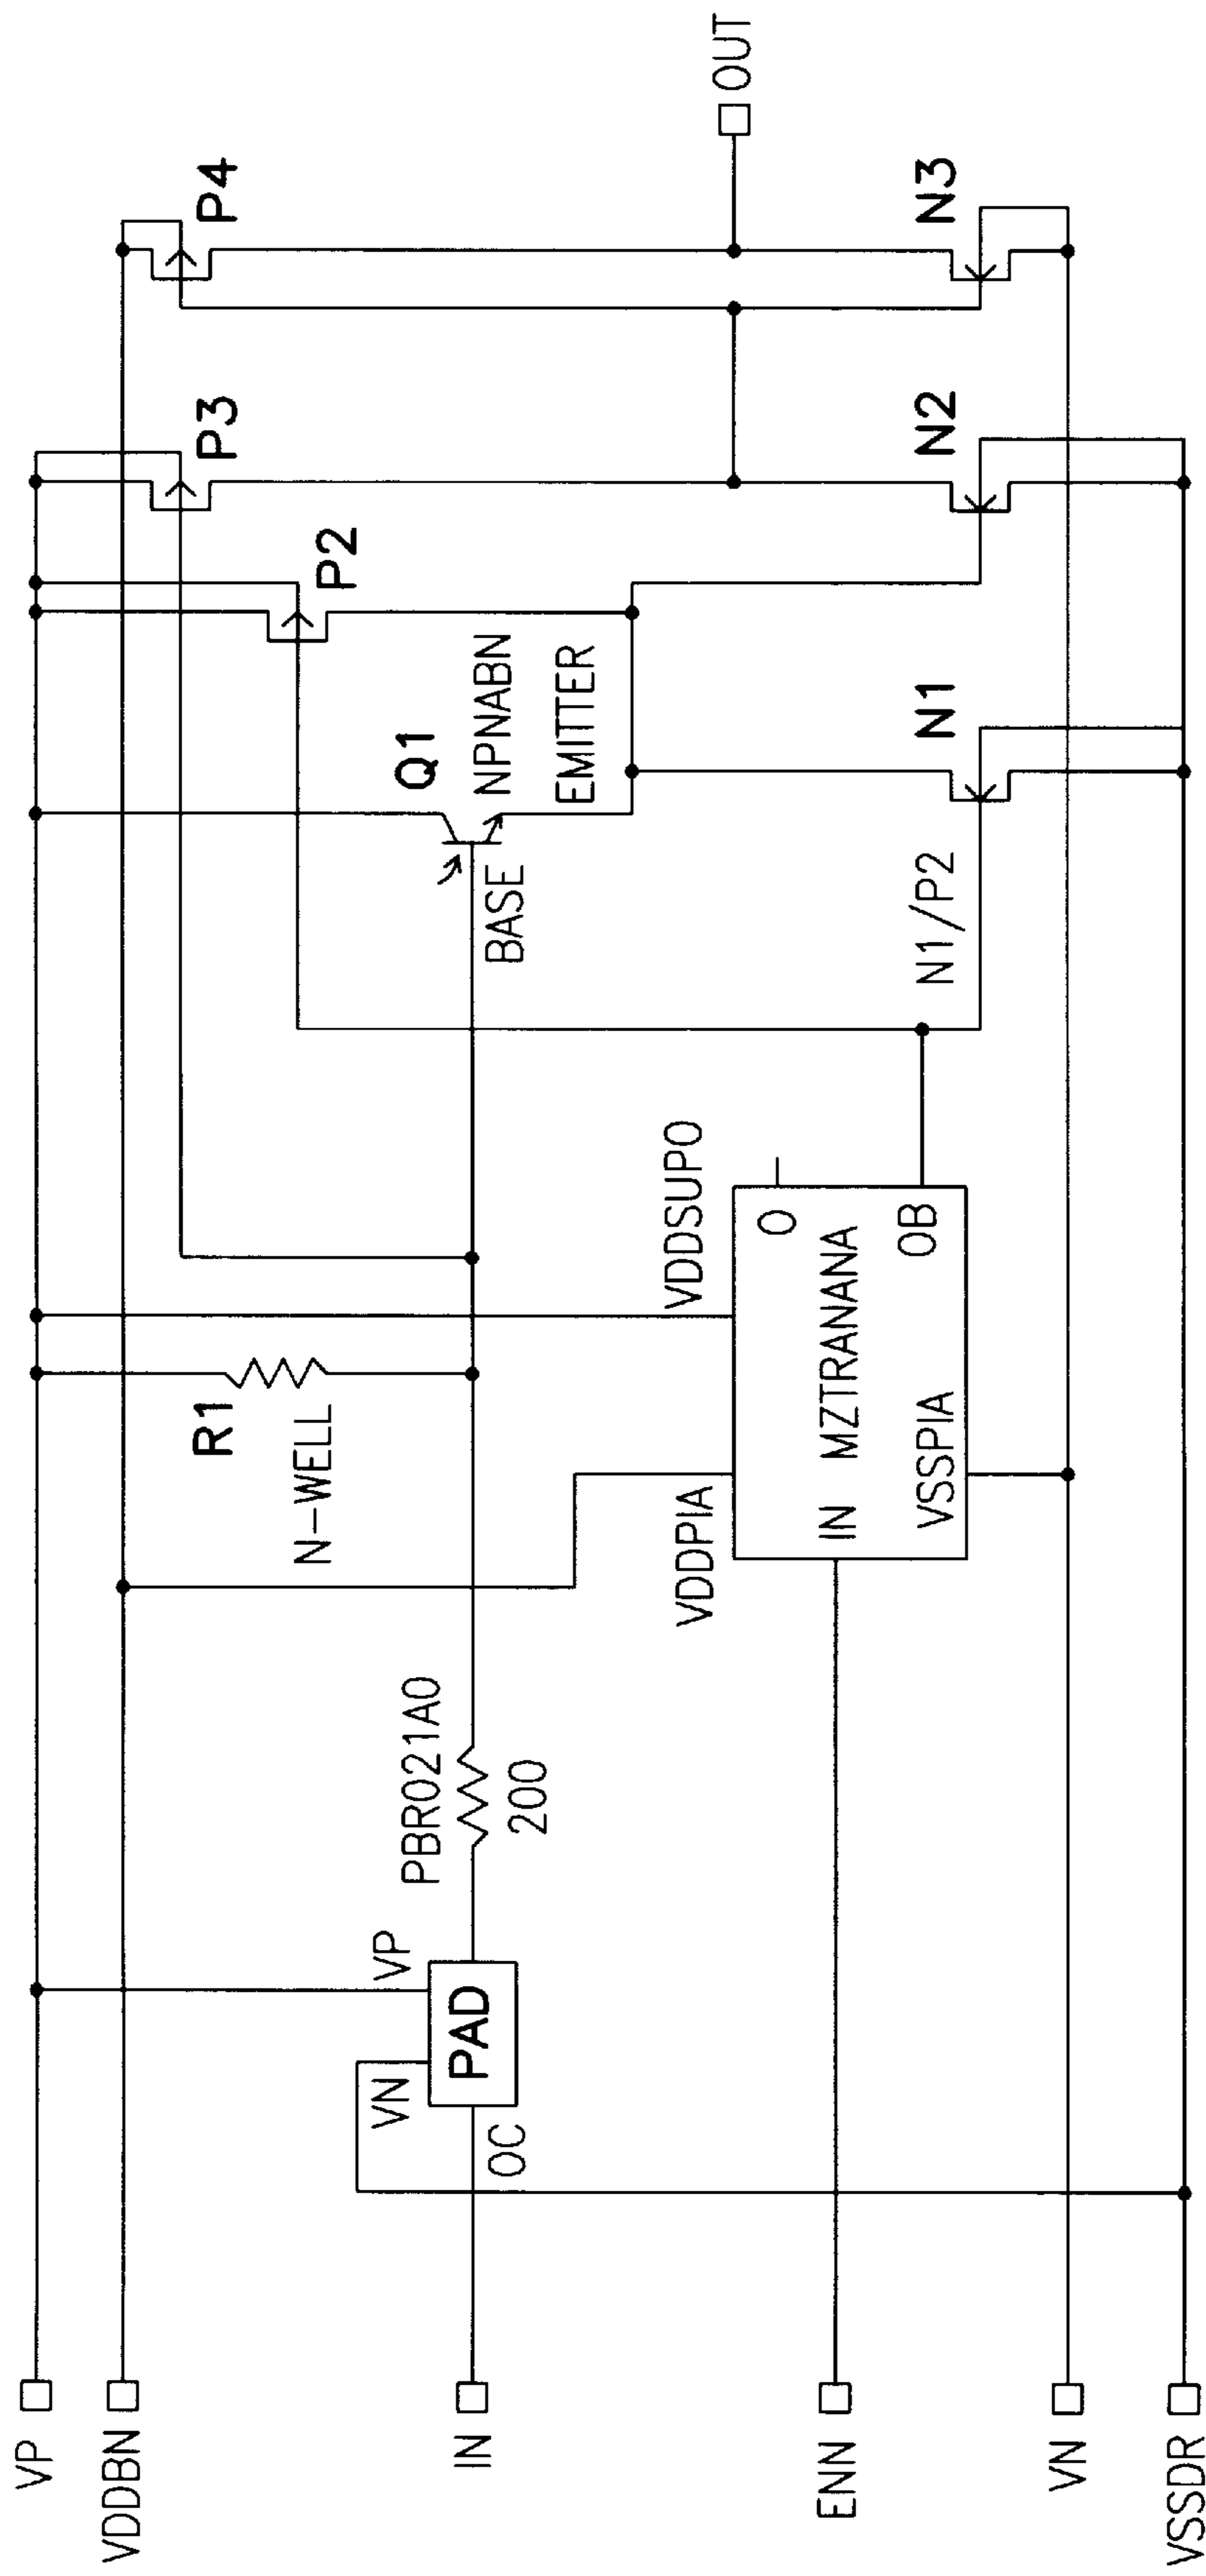 VP
VDDBN
IN
ENN
VN
VSSDR
VN
VP
PAD
OC
PBR021A0
200
R1
N-WELL
VDDPIA
VDDSUPO
IN MZTRANANA
O
OB
VSSPIA
BASE
Q1
NPNABN
EMITTER
N1/P2
N1
P2
P3
N2
P4
N3
OUT